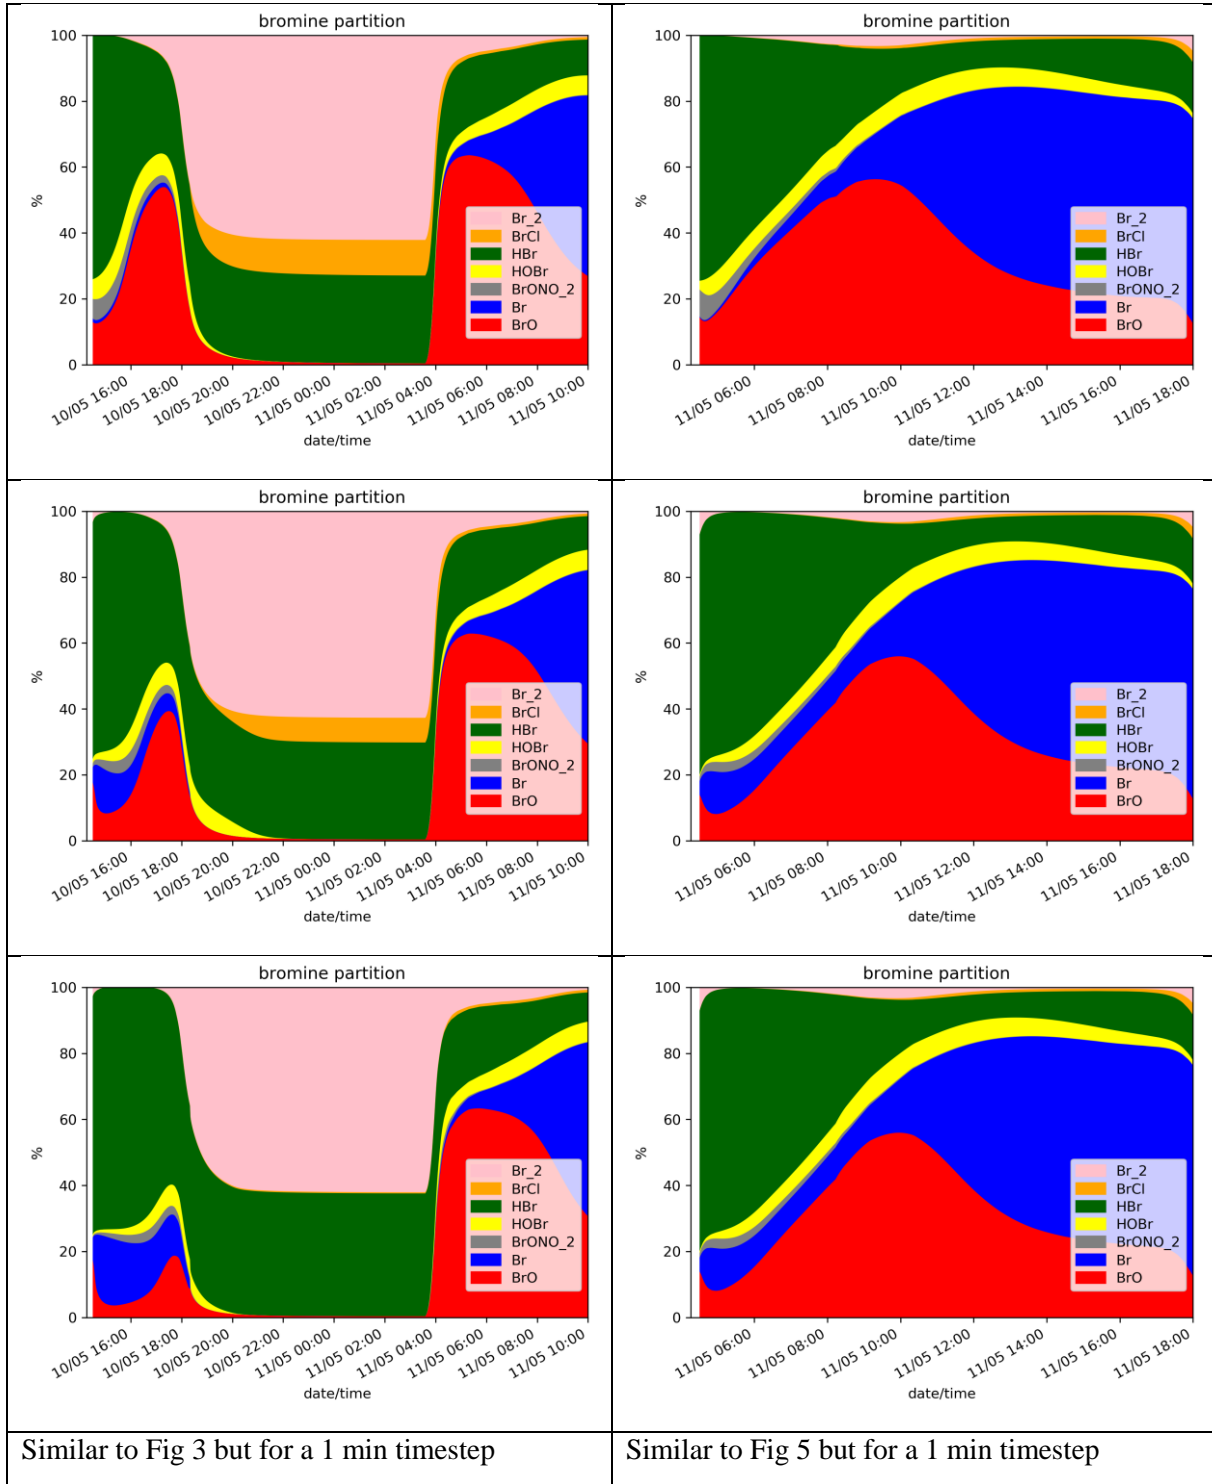 bromine partition
100
80
60
40
20
0
%
Br_2
BrCl
HBr
HOBr
BrONO_2
Br
BrO
10/05 16:00
10/05 18:00
10/05 20:00
10/05 22:00
11/05 00:00
11/05 02:00
11/05 04:00
11/05 06:00
11/05 08:00
11/05 10:00
date/time
bromine partition
100
80
60
40
20
0
%
Br_2
BrCl
HBr
HOBr
BrONO_2
Br
BrO
11/05 06:00
11/05 08:00
11/05 10:00
11/05 12:00
11/05 14:00
11/05 16:00
11/05 18:00
date/time
bromine partition
100
80
60
40
20
0
%
Br_2
BrCl
HBr
HOBr
BrONO_2
Br
BrO
10/05 16:00
10/05 18:00
10/05 20:00
10/05 22:00
11/05 00:00
11/05 02:00
11/05 04:00
11/05 06:00
11/05 08:00
11/05 10:00
date/time
bromine partition
100
80
60
40
20
0
%
Br_2
BrCl
HBr
HOBr
BrONO_2
Br
BrO
11/05 06:00
11/05 08:00
11/05 10:00
11/05 12:00
11/05 14:00
11/05 16:00
11/05 18:00
date/time
bromine partition
100
80
60
40
20
0
%
Br_2
BrCl
HBr
HOBr
BrONO_2
Br
BrO
10/05 16:00
10/05 18:00
10/05 20:00
10/05 22:00
11/05 00:00
11/05 02:00
11/05 04:00
11/05 06:00
11/05 08:00
11/05 10:00
date/time
bromine partition
100
80
60
40
20
0
%
Br_2
BrCl
HBr
HOBr
BrONO_2
Br
BrO
11/05 06:00
11/05 08:00
11/05 10:00
11/05 12:00
11/05 14:00
11/05 16:00
11/05 18:00
date/time
Similar to Fig 3 but for a 1 min timestep
Similar to Fig 5 but for a 1 min timestep